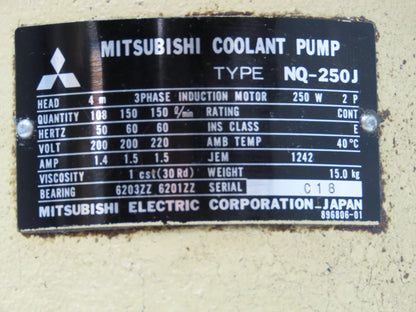 MITSUBISHI COOLANT PUMP
TYPE NQ-250J
HEAD 4 m 3PHASE INDUCTION MOTOR 250 W 2 P
QUANTITY 108 150 150 ℓ/min RATING CONT
HERTZ 50 60 60 INS CLASS E
VOLT 200 200 220 AMB TEMP 40°C
AMP 1.4 1.5 1.5 JEM 1242
VISCOSITY 1 cst (30 Rd) WEIGHT 15.0 kg
BEARING 6203ZZ 6201ZZ SERIAL C18
MITSUBISHI ELECTRIC CORPORATION-JAPAN
896806-01